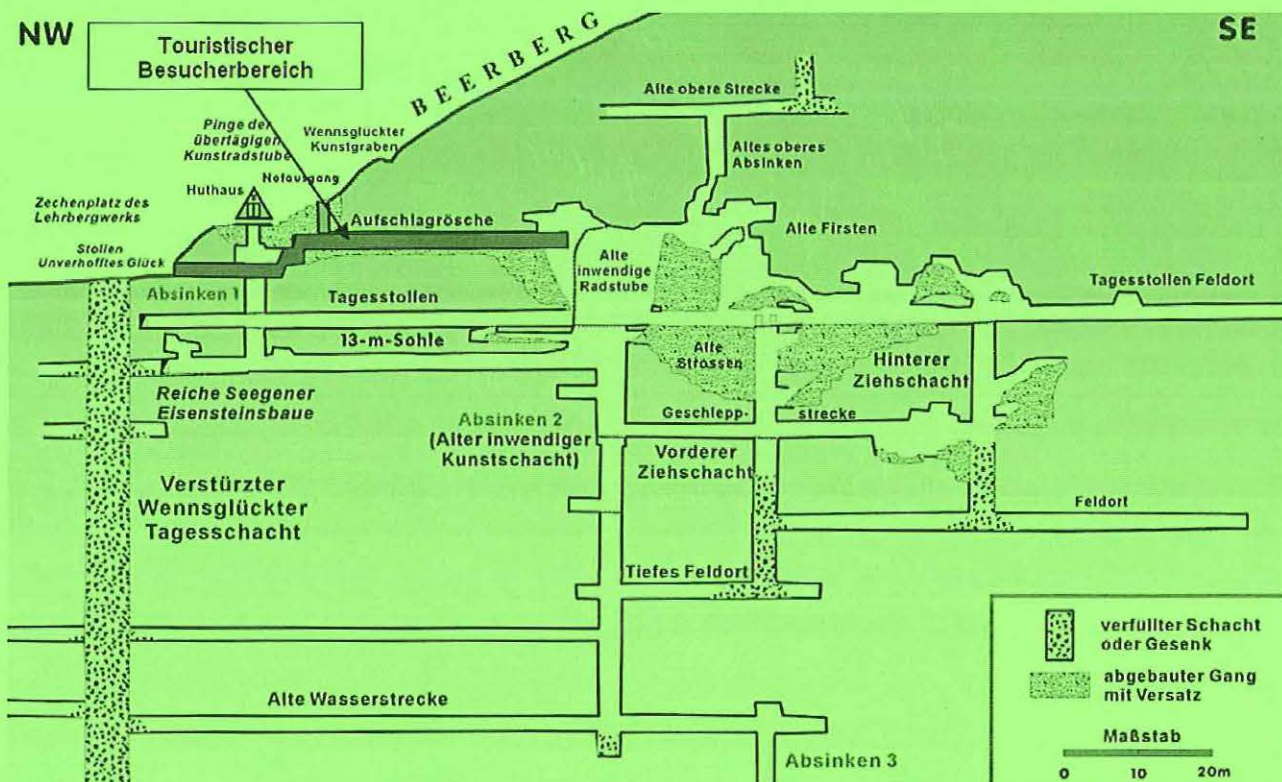 NW
SE
Touristischer
Besucherbereich
BEERBERG
Pinge der
übertägigen
Kunstradstube
Wennsglückter
Kunstgraben
Notausgang
Huthaus
Zechenplatz des
Lehrbergwerks
Stollen
Unverhofftes Glück
Aufschlagrösche
Alte obere Strecke
Altes oberes
Absinken
Alte Firsten
Alte
inwendige
Radstube
Tagesstollen Feldort
Absinken 1
Tagesstollen
13-m-Sohle
Alte
Strossen
Hinterer
Ziehschacht
Reiche Seegener
Eisensteinsbaue
Absinken 2
(Alter inwendiger
Kunstschacht)
Geschlepp-
strecke
Vorderer
Ziehschacht
Verstürzter
Wennsglückter
Tagesschacht
Feldort
Tiefes Feldort
Alte Wasserstrecke
Absinken 3
verfüllter Schacht
oder Gesenk
abgebauter Gang
mit Versatz
Maßstab
0 10 20m